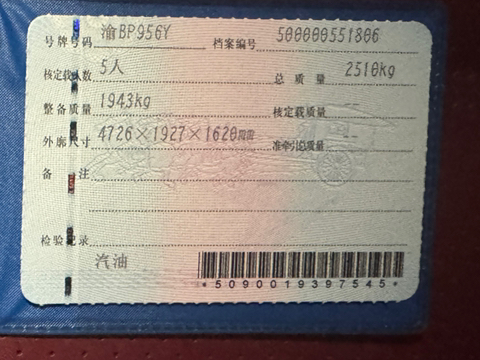 号牌号码 渝BP956Y 档案编号 500000551806
核定载人数 5人 总质量 2510kg
整备质量 1943kg 核定载质量 --
外廓尺寸 4726×1927×1620mm 准牵引总质量 --
备注
检验记录
汽油
*5090019397545*